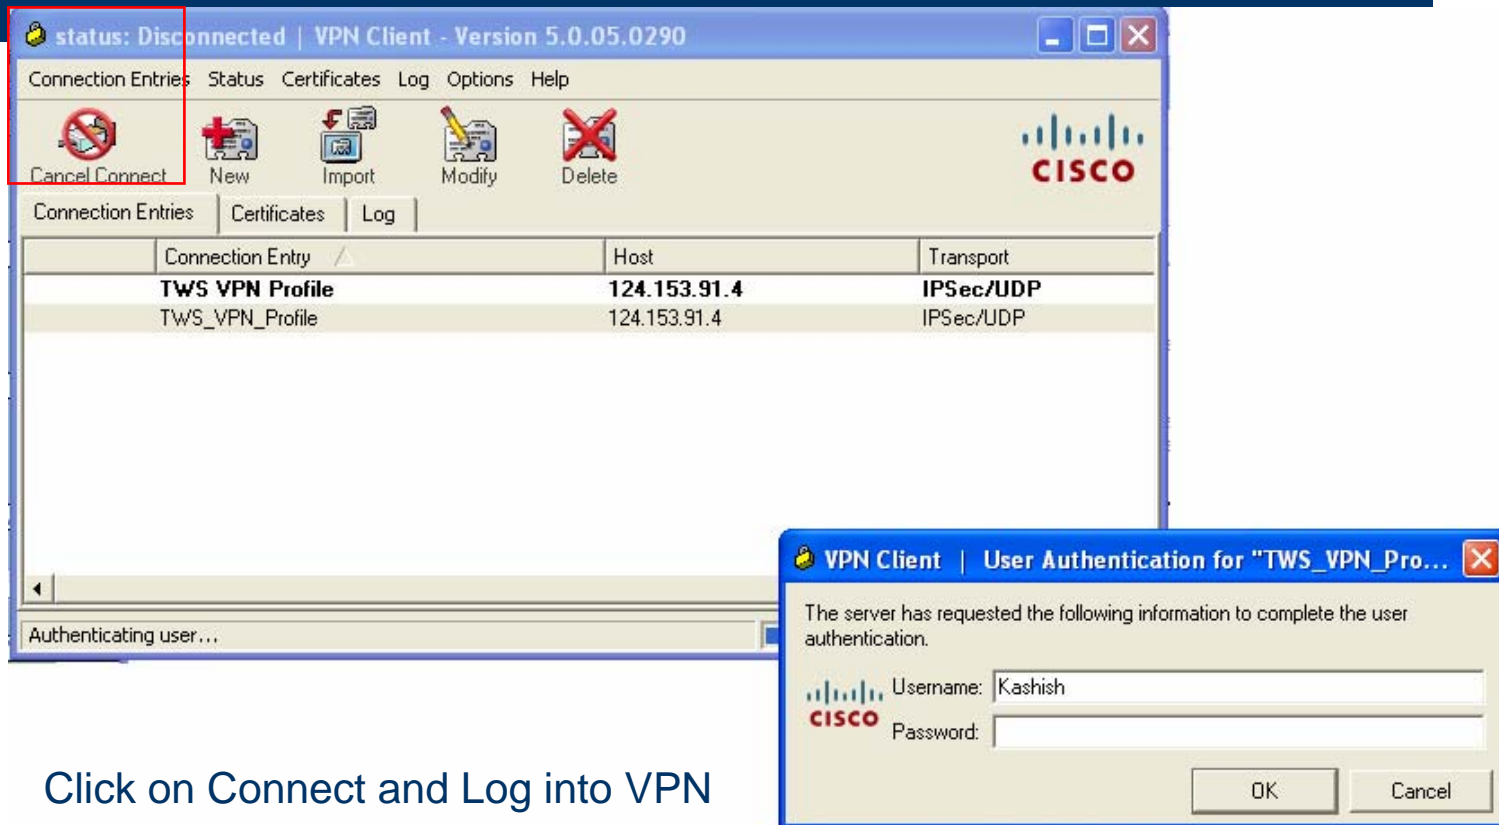 status: Disconnected | VPN Client - Version 5.0.05.0290
Connection Entries Status Certificates Log Options Help
Cancel Connect New Import Modify Delete
CISCO
Connection Entries Certificates Log
Connection Entry Host Transport
TWS VPN Profile 124.153.91.4 IPSec/UDP
TWS_VPN_Profile 124.153.91.4 IPSec/UDP
Authenticating user...
VPN Client | User Authentication for "TWS_VPN_Pro...
The server has requested the following information to complete the user
authentication.
CISCO
Username: Kashish
Password:
OK Cancel
Click on Connect and Log into VPN